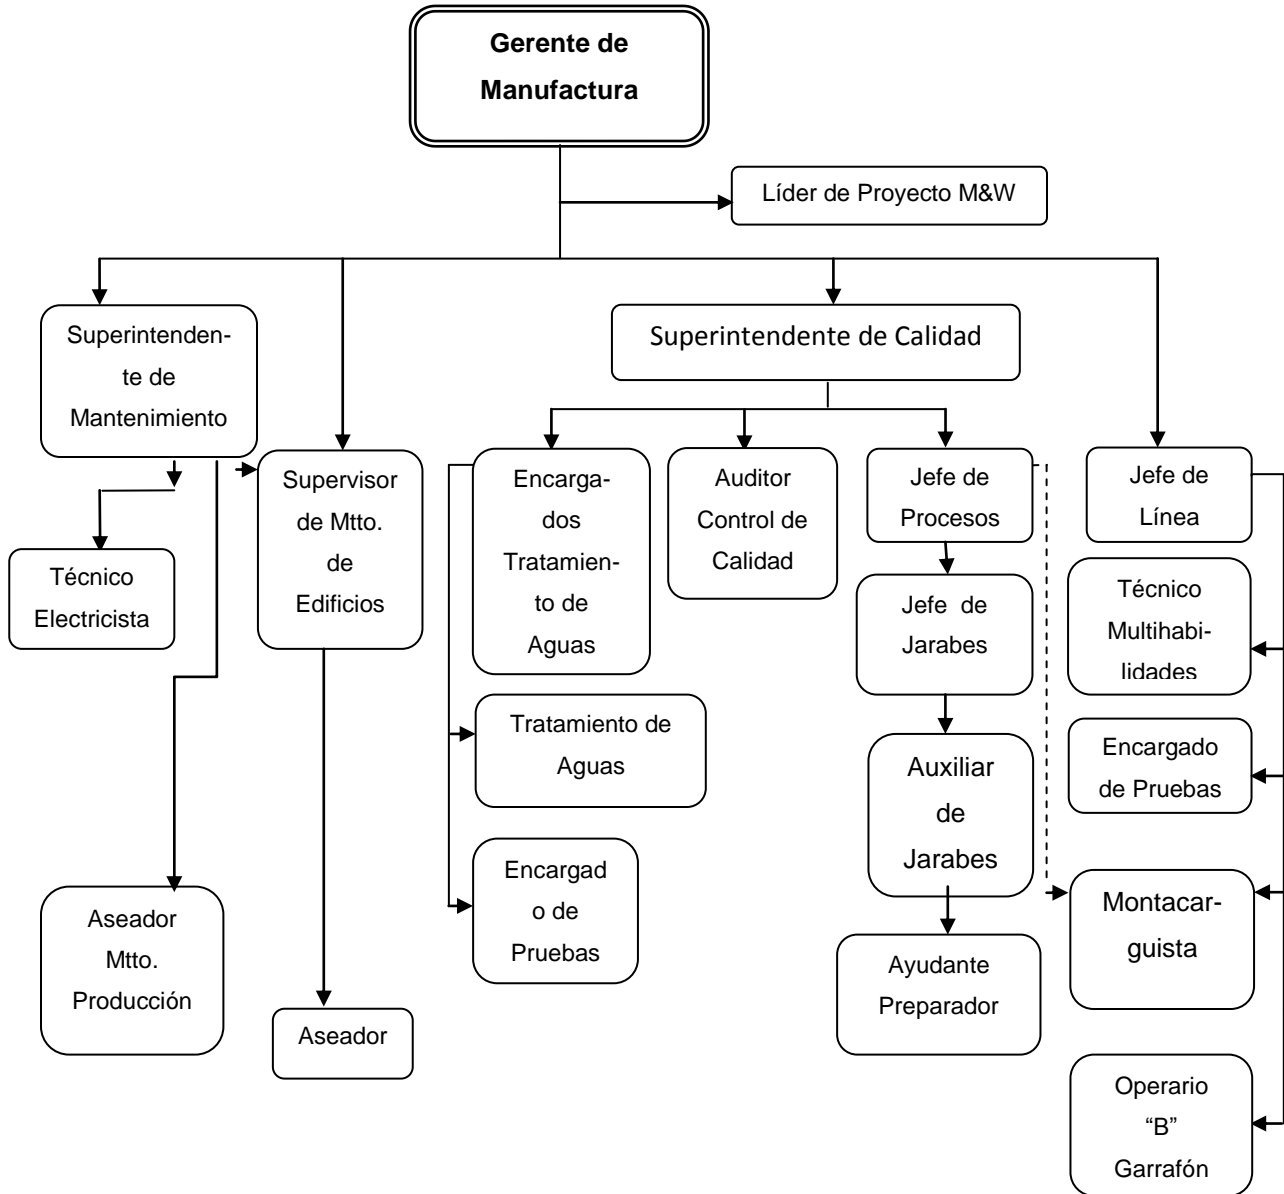 Gerente de
Manufactura
Líder de Proyecto M&W
Superintenden-
te de
Mantenimiento
Superintendente de Calidad
Supervisor
de Mtto.
de
Edificios
Encarga-
dos
Tratamien-
to de
Aguas
Auditor
Control de
Calidad
Jefe de
Procesos
Jefe de
Línea
Técnico
Electricista
Jefe de
Jarabes
Técnico
Multihabi-
lidades
Tratamiento de
Aguas
Auxiliar
de
Jarabes
Encargado
de Pruebas
Encargad
o de
Pruebas
Montacar-
guista
Aseador
Mtto.
Producción
Ayudante
Preparador
Aseador
Operario
“B”
Garrafón